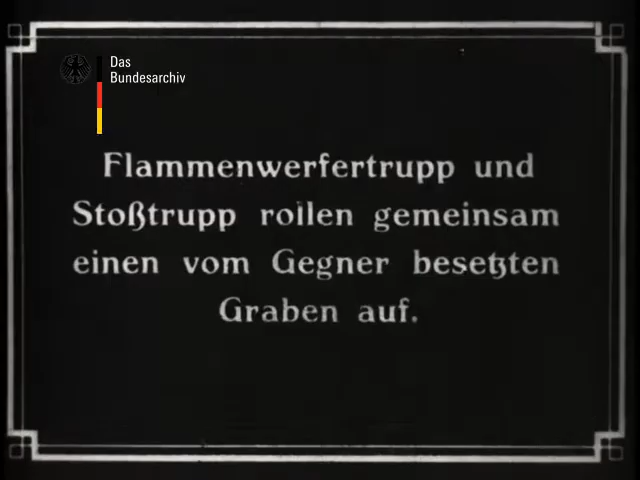 Das
Bundesarchiv
Flammenwerfertrupp und
Stoßtrupp rollen gemeinsam
einen vom Gegner besetzten
Graben auf.